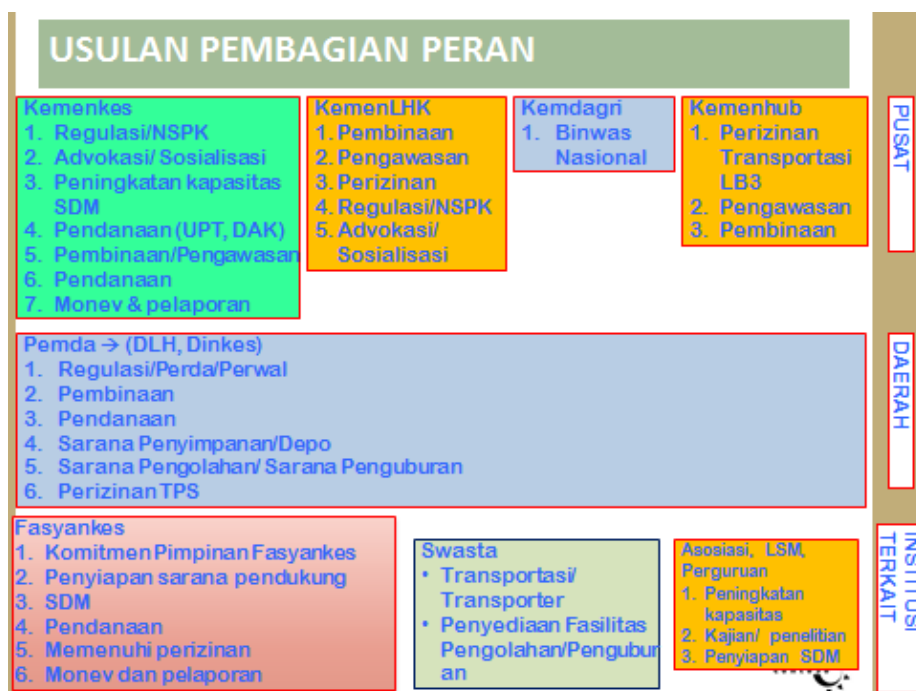 USULAN PEMBAGIAN PERAN
Kemenkes
1. Regulasi/NSPK
2. Advokasi/ Sosialisasi
3. Peningkatan kapasitas
SDM
4. Pendanaan (UPT, DAK)
5. Pembinaan/Pengawasan
6. Pendanaan
7. Monev & pelaporan
KemenLHK
1. Pembinaan
2. Pengawasan
3. Perizinan
4. Regulasi/NSPK
5. Advokasi/
Sosialisasi
Kemdagri
1. Binwas
Nasional
Kemenhub
1. Perizinan
Transportasi
LB3
2. Pengawasan
3. Pembinaan
PUSAT
Pemda → (DLH, Dinkes)
1. Regulasi/Perda/Perwal
2. Pembinaan
3. Pendanaan
4. Sarana Penyimpanan/Depo
5. Sarana Pengolahan/ Sarana Penguburan
6. Perizinan TPS
DAERAH
Fasyankes
1. Komitmen Pimpinan Fasyankes
2. Penyiapan sarana pendukung
3. SDM
4. Pendanaan
5. Memenuhi perizinan
6. Monev dan pelaporan
Swasta
• Transportasi/
Transporter
• Penyediaan Fasilitas
Pengolahan/Pengubur
an
Asosiasi, LSM,
Perguruan
1. Peningkatan
kapasitas
2. Kajian/ penelitian
3. Penyiapan SDM
INSTITUSI
TERKAIT